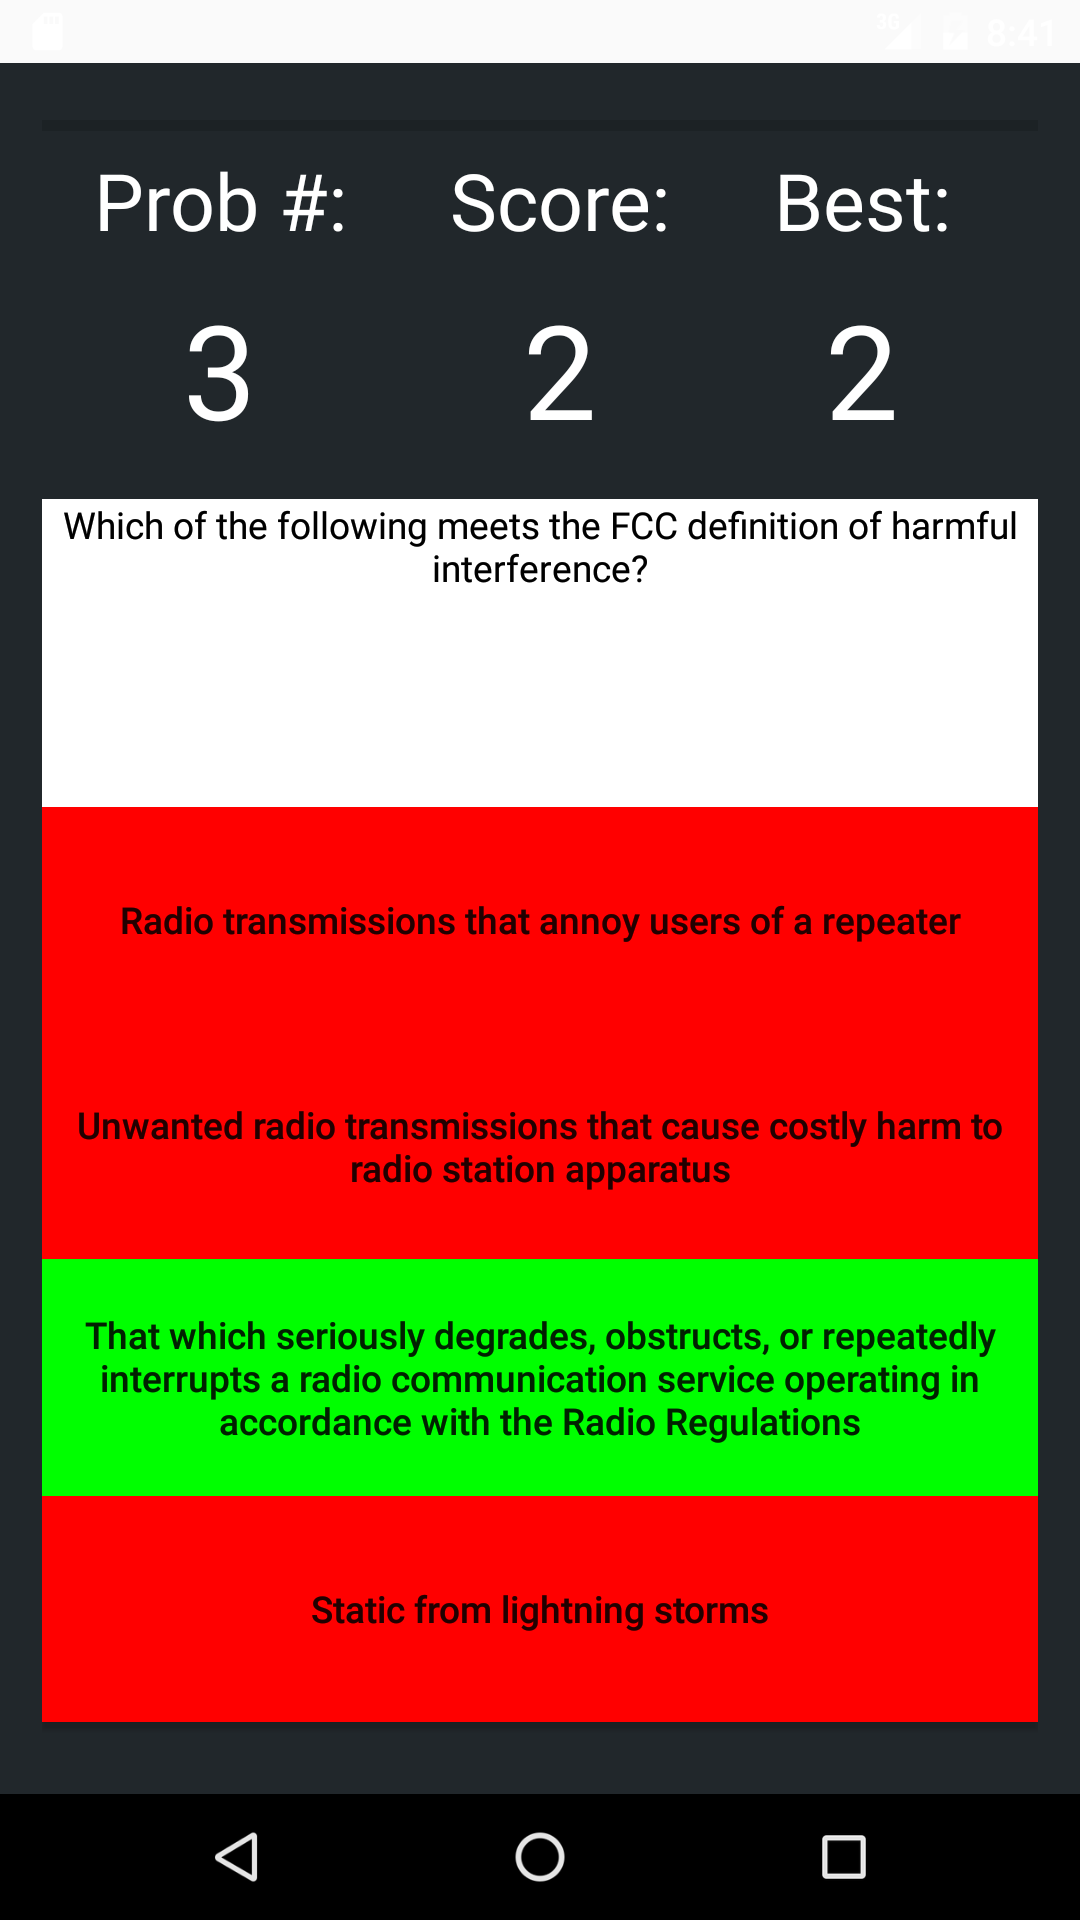 3G 8:41
Prob #: Score: Best:
3 2 2
Which of the following meets the FCC definition of harmful
interference?
Radio transmissions that annoy users of a repeater
Unwanted radio transmissions that cause costly harm to
radio station apparatus
That which seriously degrades, obstructs, or repeatedly
interrupts a radio communication service operating in
accordance with the Radio Regulations
Static from lightning storms